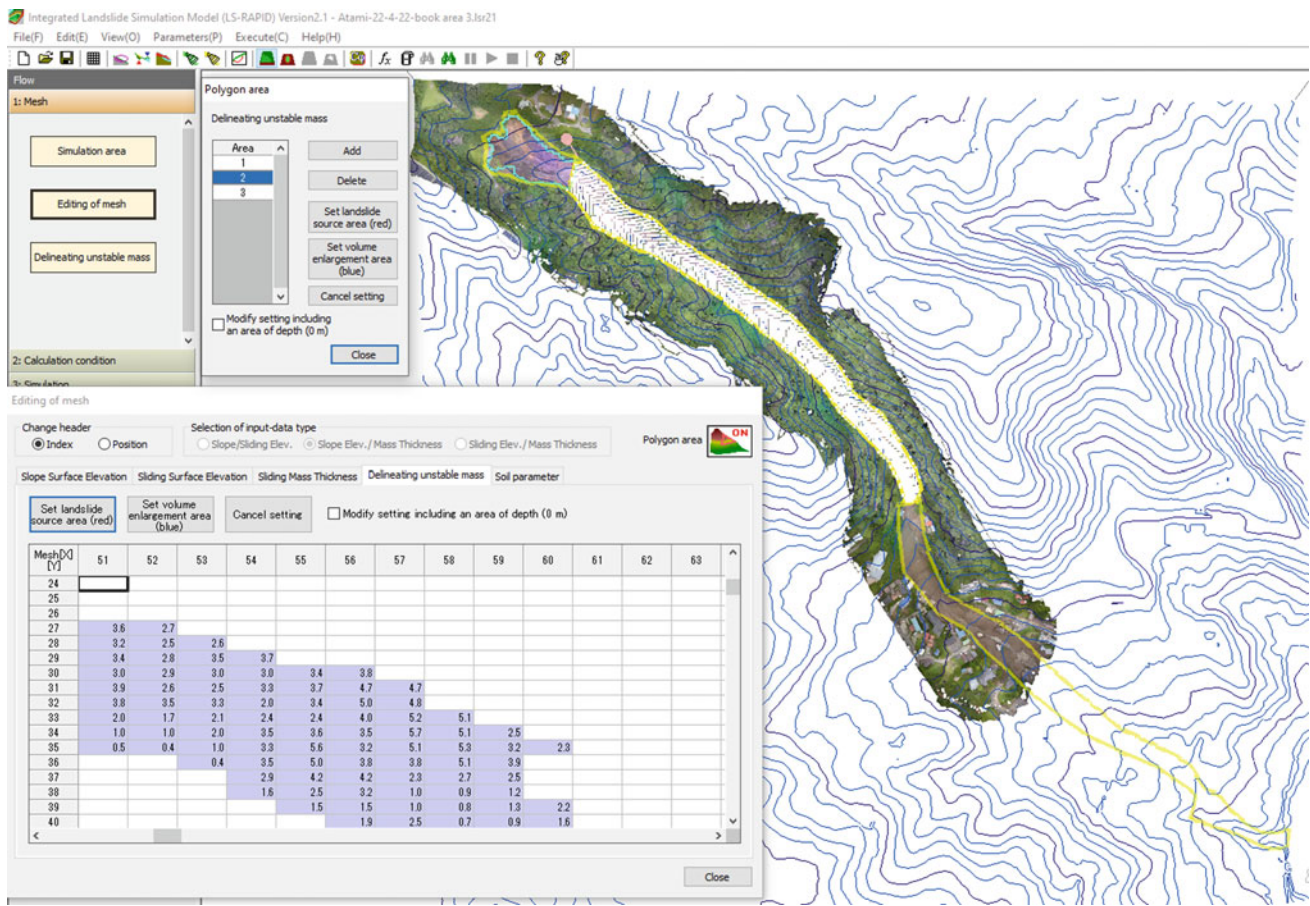 Integrated Landslide Simulation Model (LS-RAPID) Version2.1 - Atami-22-4-22-book area 3.lsr21
File(F) Edit(E) View(O) Parameters(P) Execute(C) Help(H)
Flow
1: Mesh
Simulation area
Editing of mesh
Delineating unstable mass
2: Calculation condition
3: Simulation
Polygon area
Delineating unstable mass
Area
1
2
3
Add
Delete
Set landslide
source area (red)
Set volume
enlargement area
(blue)
Cancel setting
Modify setting including
an area of depth (0 m)
Close
Editing of mesh
Change header
Index Position
Selection of input-data type
Slope/Sliding Elev. Slope Elev./ Mass Thickness Sliding Elev./ Mass Thickness
Polygon area ON
Slope Surface Elevation Sliding Surface Elevation Sliding Mass Thickness Delineating unstable mass Soil parameter
Set landslide
source area (red)
Set volume
enlargement area
(blue)
Cancel setting
Modify setting including an area of depth (0 m)
Mesh[X] 51 52 53 54 55 56 57 58 59 60 61 62 63
[Y]
24
25
26
27 3.6 2.7
28 3.2 2.5 2.6
29 3.4 2.8 3.5 3.7
30 3.0 2.9 3.0 3.0 3.4 3.8
31 3.9 2.6 2.5 3.3 3.7 4.7 4.7
32 3.8 3.5 3.3 2.0 3.4 5.0 4.8
33 2.0 1.7 2.1 2.4 2.4 4.0 5.2 5.1
34 1.0 1.0 2.0 3.5 3.6 3.5 5.7 5.1 2.5
35 0.5 0.4 1.0 3.3 5.6 3.2 5.1 5.3 3.2 2.3
36 0.4 3.5 5.0 3.8 3.8 5.1 3.9
37 2.9 4.2 4.2 2.3 2.7 2.5
38 1.6 2.5 3.2 1.0 0.9 1.2
39 1.5 1.5 1.0 0.8 1.3 2.2
40 1.9 2.5 0.7 0.9 1.6
Close